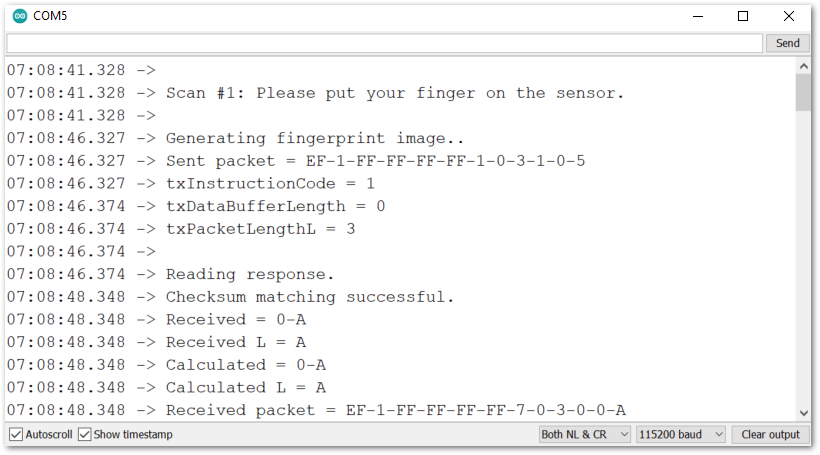 COM5
Send
07:08:41.328 ->
07:08:41.328 -> Scan #1: Please put your finger on the sensor.
07:08:41.328 ->
07:08:46.327 -> Generating fingerprint image..
07:08:46.327 -> Sent packet = EF-1-FF-FF-FF-FF-1-0-3-1-0-5
07:08:46.327 -> txInstructionCode = 1
07:08:46.374 -> txDataBufferLength = 0
07:08:46.374 -> txPacketLengthL = 3
07:08:46.374 ->
07:08:46.374 -> Reading response.
07:08:48.348 -> Checksum matching successful.
07:08:48.348 -> Received = 0-A
07:08:48.348 -> Received L = A
07:08:48.348 -> Calculated = 0-A
07:08:48.348 -> Calculated L = A
07:08:48.348 -> Received packet = EF-1-FF-FF-FF-FF-7-0-3-0-0-A
Autoscroll Show timestamp Both NL & CR 115200 baud Clear output